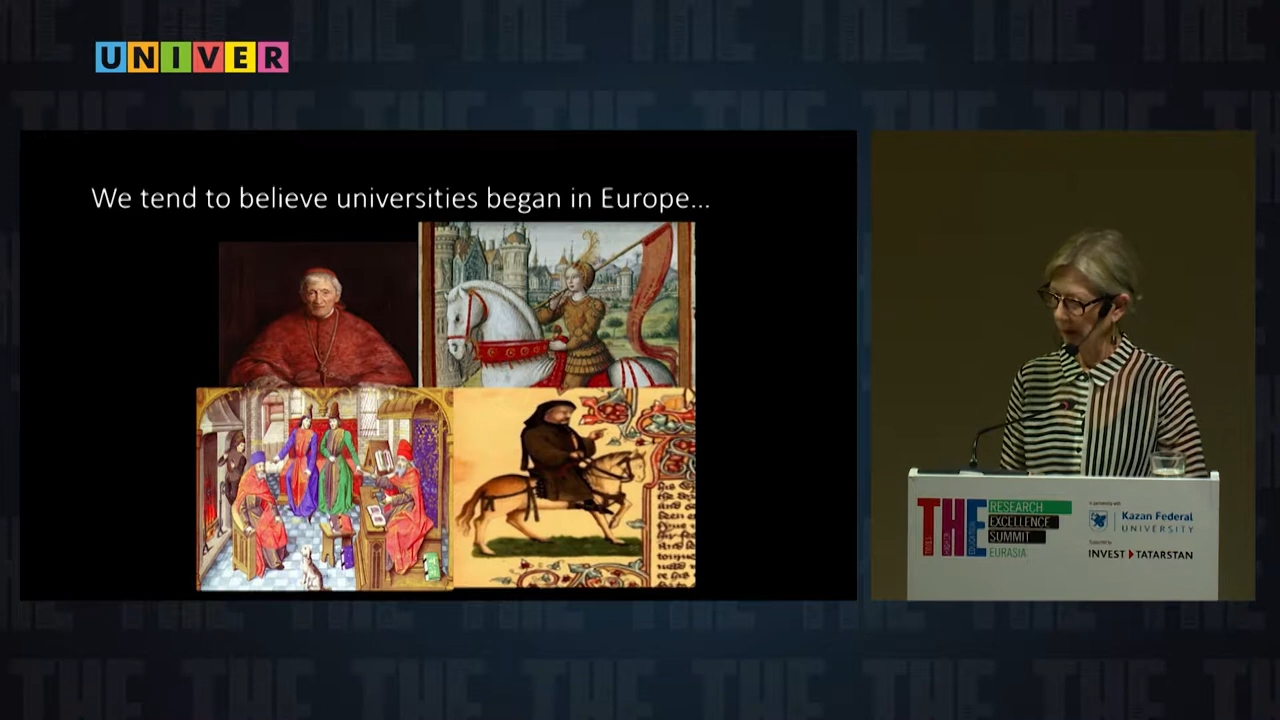 UNIVER
We tend to believe universities began in Europe...
THE
RESEARCH
EXCELLENCE
SUMMIT
EURASIA
In partnership with
Kazan Federal
UNIVERSITY
Supported by
INVEST TATARSTAN